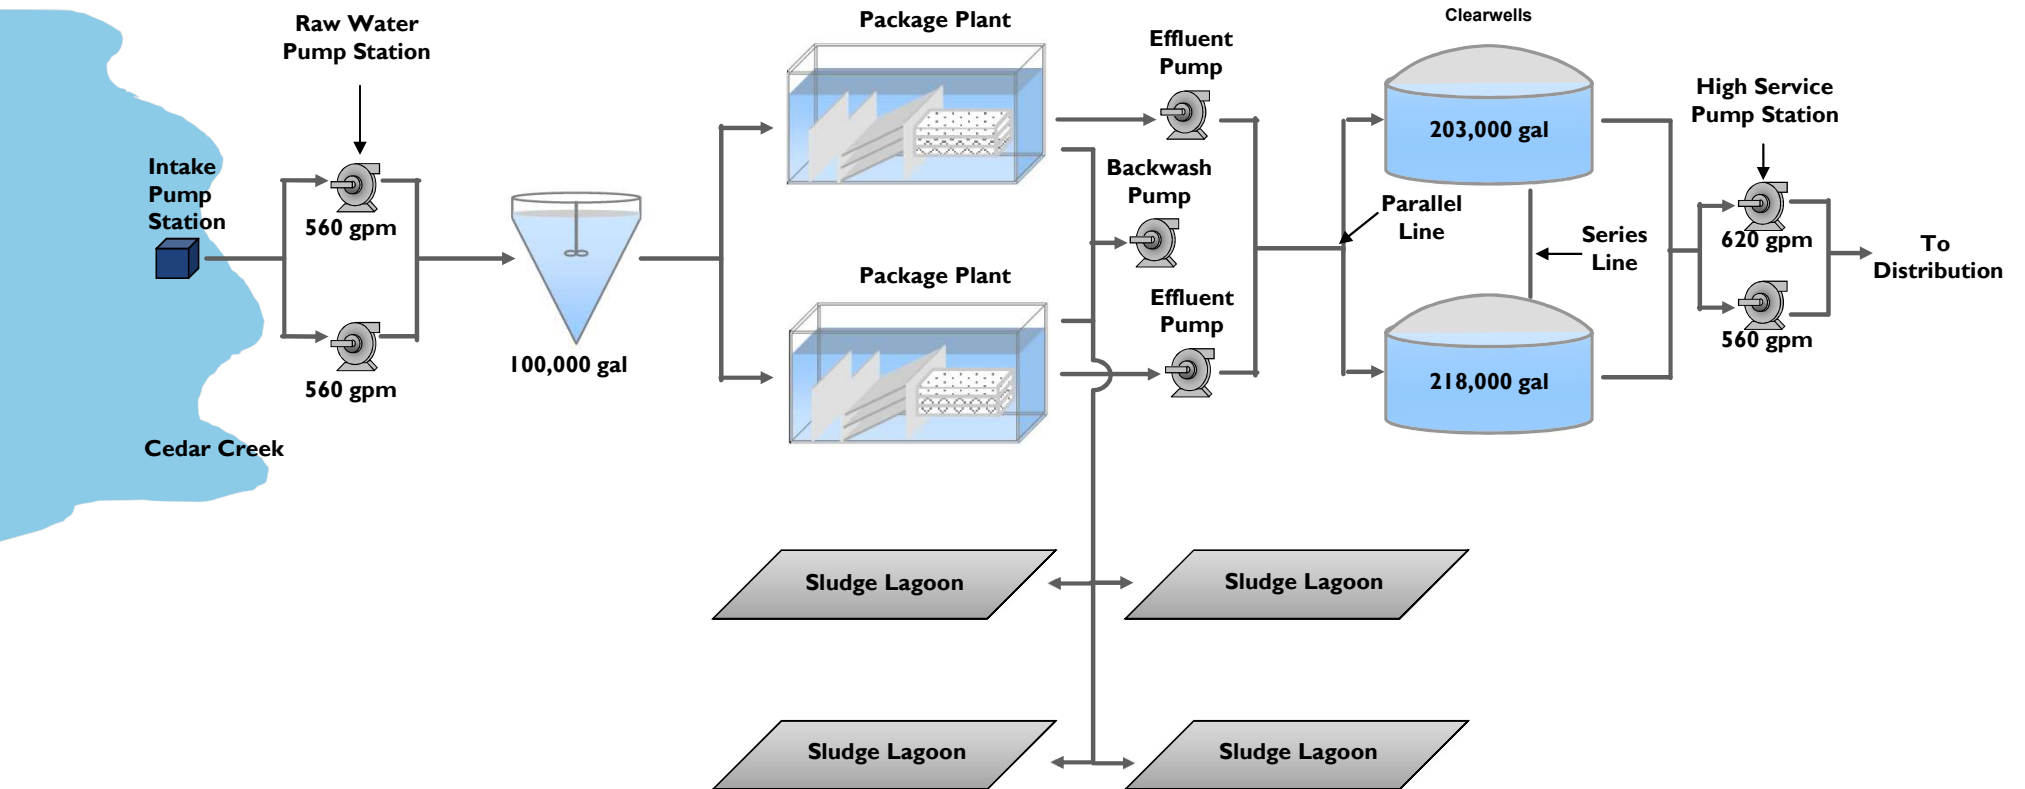 Raw Water
Pump Station
Package Plant
Clearwells
Effluent
Pump
High Service
Pump Station
203,000 gal
Intake
Pump
Station
Backwash
Pump
560 gpm
Parallel
Line
Series
Line
620 gpm
To
Distribution
Package Plant
Effluent
Pump
100,000 gal
560 gpm
560 gpm
218,000 gal
Cedar Creek
Sludge Lagoon
Sludge Lagoon
Sludge Lagoon
Sludge Lagoon